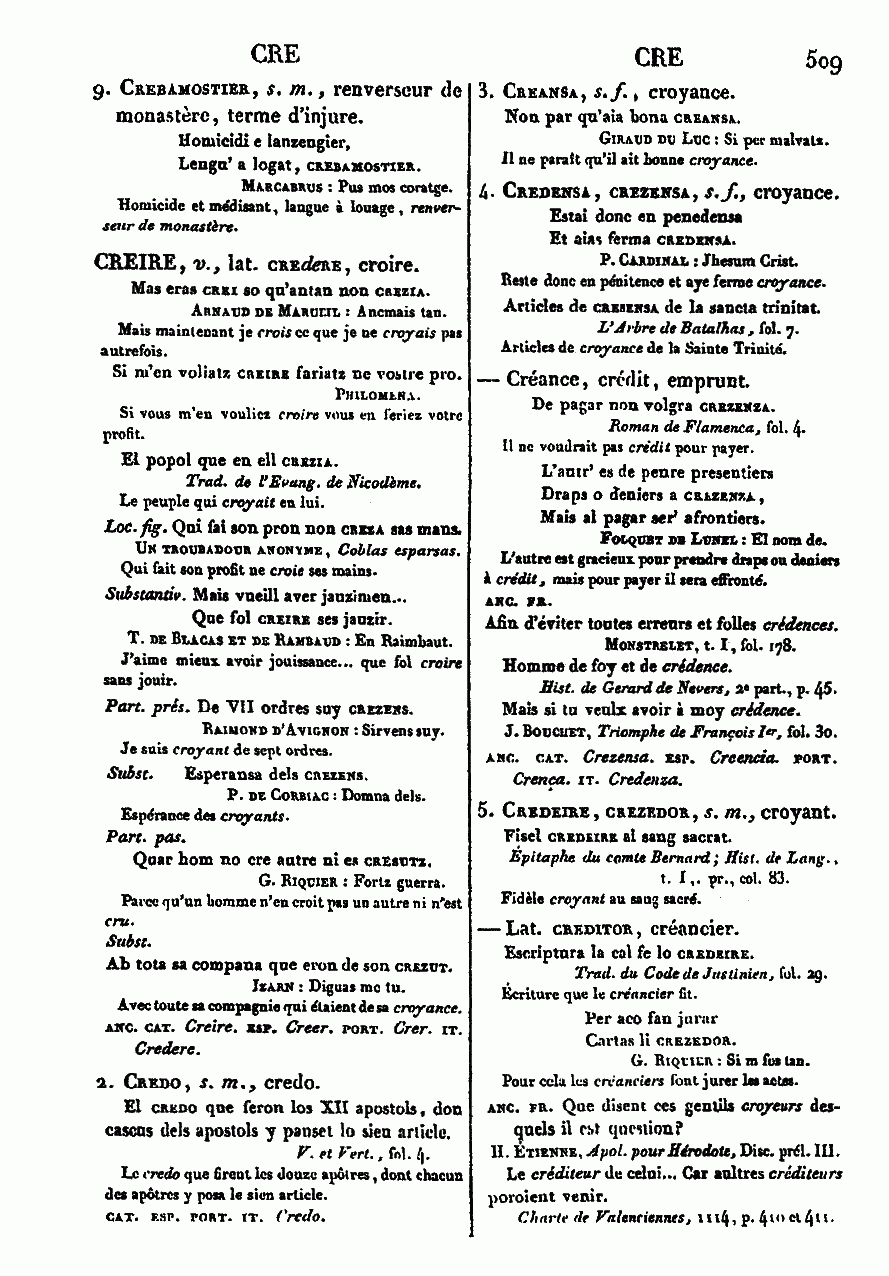 CRE
CRE 509
9. CREBAMOSTIER, s. m., renverseur de
monastère, terme d'injure.
Homicidi e lanzengier,
Lengu' a logat, CREBAMOSTIER.
MARCABRUS : Pus mos coratge.
Homicide et médisant, langue à louage, renver-
seur de monastère.
CREIRE, v., lat. CREdeRE, croire.
Mas eras CREI so qu'antan non CREZIA.
ARNAUD DE MARUEIL : Ancmais tan.
Mais maintenant je crois ce que je ne croyais pas
autrefois.
Si m'en voliatz CREIRE fariatz ne vostre pro.
PHILOMENA.
Si vous m'en vouliez croire vous en feriez votre
profit.
El popol que en ell CREZIA.
Trad. de l'Evang. de Nicodème.
Le peuple qui croyait en lui.
Loc. fig. Qui fai son pron non CREZA sas mans.
UN TROUBADOUR ANONYME, Coblas esparsas.
Qui fait son profit ne croie ses mains.
Substantiv. Mais vueill aver jauzimen...
Que fol CREIRE ses jauzir.
T. DE BLACAS ET DE RAMBAUD : En Raimbaut.
J'aime mieux avoir jouissance... que fol croire
sans jouir.
Part. prés. De VII ordres suy CREZENS.
RAIMOND D'AVIGNON : Sirvens suy.
Je suis croyant de sept ordres.
Subst. Esperansa dels CREZENS.
P. DE CORBIAC : Domna dels.
Espérance des croyants.
Part. pas.
Quar hom no cre autre ni es CREsUTZ.
G. RIQUIER : Fortz guerra.
Parce qu'un homme n'en croit pas un autre ni n'est
cru.
Subst.
Ab tota sa compana que eron de son CREZUT.
IZARN : Diguas me tu.
Avec toute sa compagnie qui étaient de sa croyance.
ANC. CAT. Creire. ESP. Creer. PORT. Crer. IT.
Credere.
2. CREDO, s. m., credo.
El CREDO que feron los XII apostols, don
cascus dels apostols y pauset lo sieu article.
V. et Vert., fol. 4.
Le credo que firent les douze apôtres, dont chacun
des apôtres y posa le sien article.
CAT. ESP. PORT. IT. Credo.
3. CREANSA, s. f., croyance.
Non par qu'aia bona CREANSA.
GIRAUD DU LUC : Si per malvatz.
Il ne paraît qu'il ait bonne croyance.
4. CREDENSA, CREZENSA, s. f., croyance.
Estai donc en penedensa
Et aias ferma CREDENSA.
P. CARDINAL : Jhesum Crist.
Reste donc en pénitence et aye ferme croyance.
Articles de CRESENSA de la sancta trinitat.
L'Arbre de Batalhas, fol. 7.
Articles de croyance de la Sainte Trinité.
— Créance, crédit, emprunt.
De pagar non volgra CREZENZA.
Roman de Flamenca, fol. 4.
Il ne voudrait pas crédit pour payer.
L'autr' es de penre presentiers
Draps o deniers a CREZENZA,
Mais al pagar ser' afrontiers.
FOLQUET DE LUNEL : El nom de.
L'autre est gracieux pour prendre draps ou deniers
à crédit, mais pour payer il sera effronté.
ANC. FR.
Afin d'éviter toutes erreurs et folles crédences.
MONSTRELET, t. I, fol. 178.
Homme de foy et de crédence.
Hist. de Gerard de Nevers, 2e part., p. 45.
Mais si tu veulx avoir à moy crédence.
J. BOUCHET, Triomphe de François Ier, fol. 30.
ANC. CAT. Crezensa. ESP. Creencia. PORT.
Crença. IT. Credenza.
5. CREDEIRE, CREZEDOR, s. m., croyant.
Fisel CREDEIRE al sang sacrat.
Épitaphe du comte Bernard; Hist. de Lang.,
t. I,. pr., col. 83.
Fidèle croyant au sang sacré.
— Lat. CREDITOR, créancier.
Escriptura la cal fe lo CREDEIRE.
Trad. du Code de Justinien, fol. 29.
Écriture que le créancier fit.
Per aco fan jurar
Cartas li CREZEDOR.
G. RIQUIER : Si m fos tan.
Pour cela les créanciers font jurer les actes.
ANC. FR. Que disent ces gentils croyeurs des-
quels il est question?
H. ÉTIENNE, Apol. pour Hérodote, Disc. prél. III.
Le créditeur de celui... Car aultres créditeurs
poroient venir.
Charte de Valenciennes, 1114, p. 410 et 411.